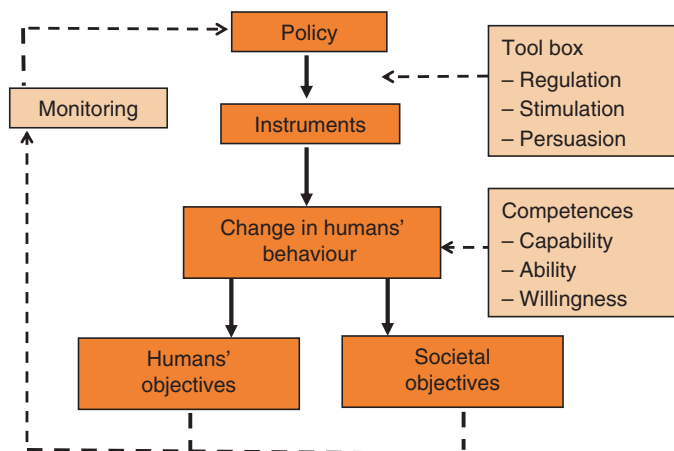 Policy
Tool box
– Regulation
– Stimulation
– Persuasion
Monitoring
Instruments
Change in humans'
behaviour
Competences
– Capability
– Ability
– Willingness
Humans'
objectives
Societal
objectives